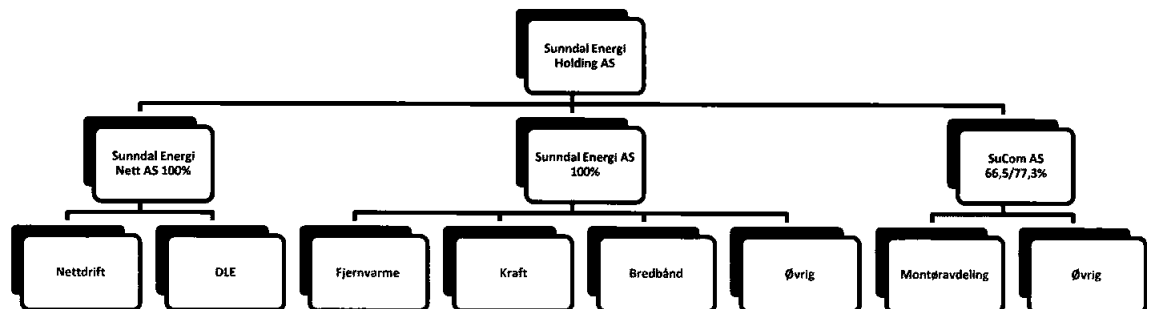 Sunndal Energi
Holding AS
Sunndal Energi
Nett AS 100%
Sunndal Energi AS
100%
SuCom AS
66,5/77,3%
Nettdrift
DLE
Fjernvarme
Kraft
Bredbånd
Øvrig
Montøravdeling
Øvrig